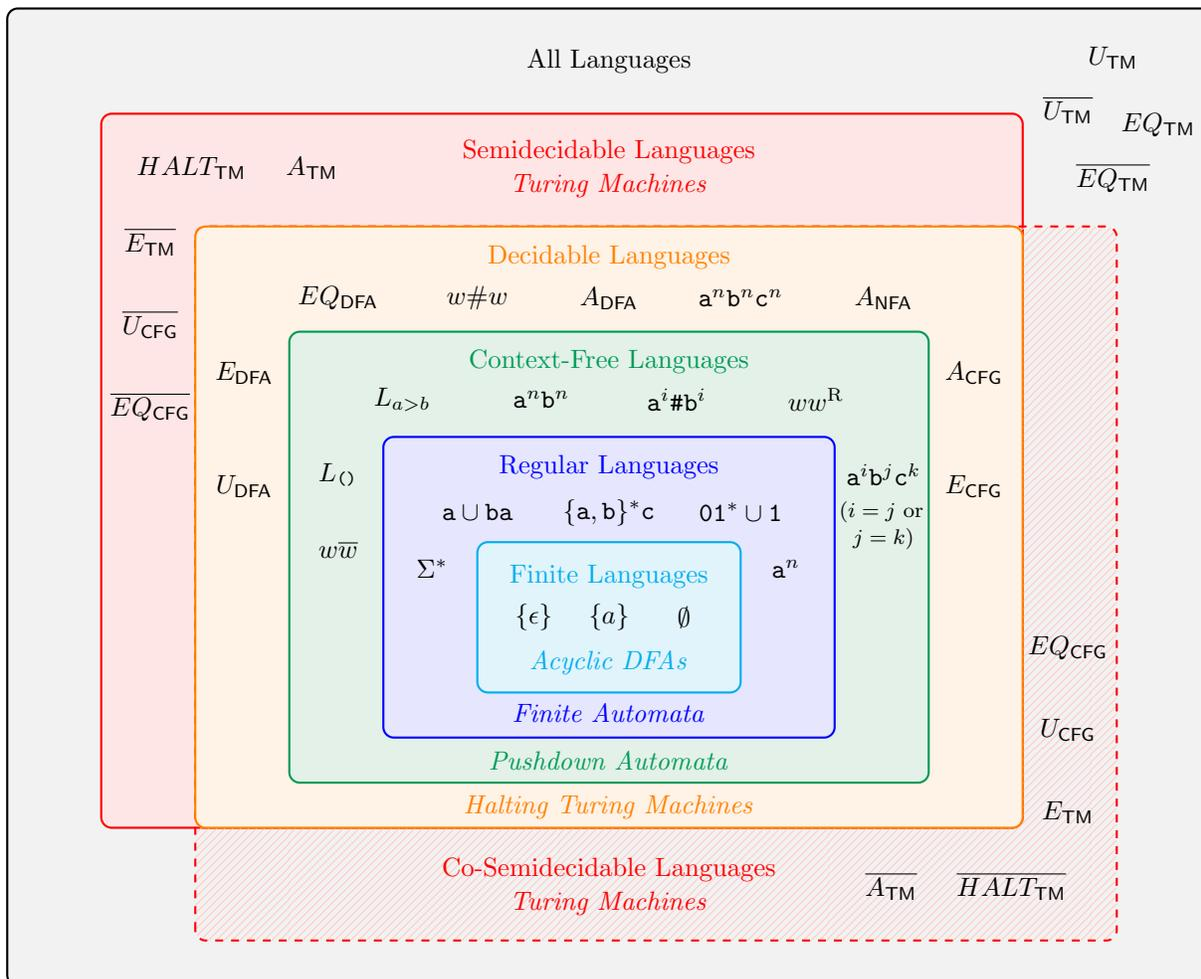 All Languages
U_TM
\overline{U_TM}
EQ_TM
\overline{EQ_TM}
Semidecidable Languages
Turing Machines
HALT_TM A_TM
\overline{E_TM}
\overline{U_CFG}
\overline{EQ_CFG}
Decidable Languages
EQ_DFA w#w A_DFA a^n b^n c^n A_NFA
E_DFA
A_CFG
U_DFA
E_CFG
Context-Free Languages
L_{a>b} a^n b^n a^i#b^i ww^R
L_()
w\overline{w}
a^i b^j c^k
(i = j or
j = k)
Regular Languages
a ∪ ba {a, b}*c 01* ∪ 1
Σ* a^n
Finite Languages
{ϵ} {a} ∅
Acyclic DFAs
Finite Automata
Pushdown Automata
Halting Turing Machines
EQ_CFG
U_CFG
E_TM
Co-Semidecidable Languages
Turing Machines
\overline{A_TM} \overline{HALT_TM}